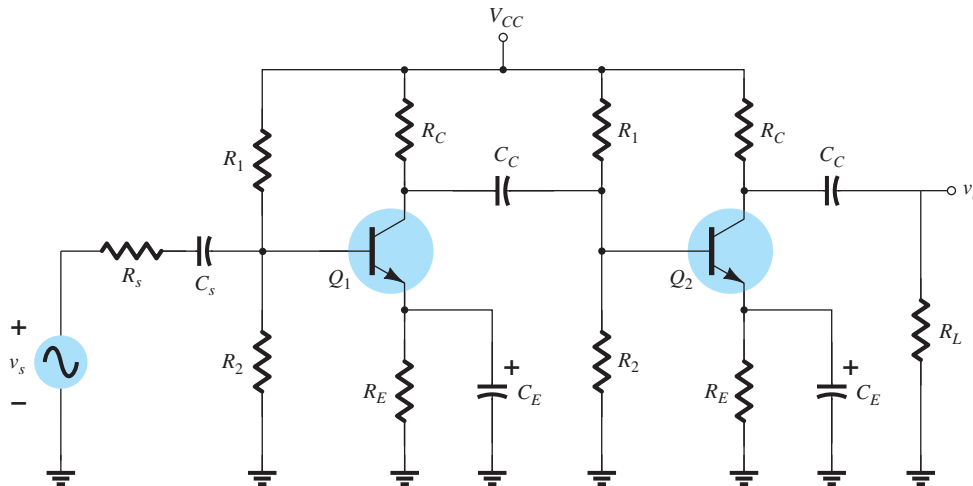 V_CC
R_1
R_C
C_C
R_1
R_C
C_C
R_s
C_s
Q_1
Q_2
+
v_s
−
R_2
R_E
+
C_E
R_2
R_E
+
C_E
R_L